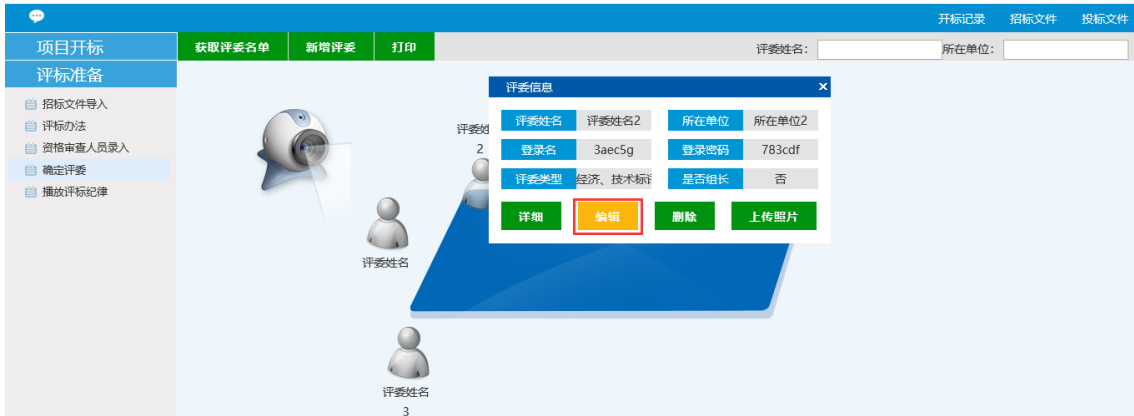 开标记录 招标文件 投标文件
项目开标
获取评委名单 新增评委 打印 评委姓名: 所在单位:
评标准备
招标文件导入
评标办法
资格审查人员录入
确定评委
播放评标纪律
评委信息 ×
评委姓名 评委姓名2 所在单位 所在单位2
登录名 3aec5g 登录密码 783cdf
评委类型 经济、技术标评 是否组长 否
详细 编辑 删除 上传照片
评委姓
2
评委姓名
评委姓名
3